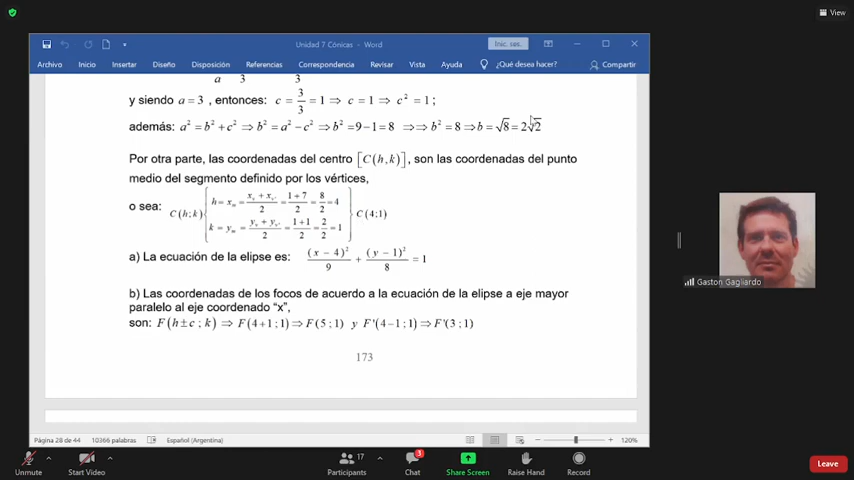 View
Unidad 7 Cónicas - Word
Inic. ses.
Archivo
Inicio
Insertar
Diseño
Disposición
Referencias
Correspondencia
Revisar
Vista
Ayuda
¿Qué desea hacer?
Compartir
a 3 3
y siendo a = 3 , entonces: c = 3/3 = 1 ⇒ c = 1 ⇒ c² = 1 ;
además: a² = b² + c² ⇒ b² = a² − c² ⇒ b² = 9 − 1 = 8 ⇒⇒ b² = 8 ⇒ b = √8 = 2√2
Por otra parte, las coordenadas del centro [C(h,k)], son las coordenadas del punto
medio del segmento definido por los vértices,
o sea: C(h;k) { h = xm = (xv + xv')/2 = (1+7)/2 = 8/2 = 4
k = ym = (yv + yv')/2 = (1+1)/2 = 2/2 = 1 } C(4;1)
a) La ecuación de la elipse es: (x − 4)²/9 + (y − 1)²/8 = 1
b) Las coordenadas de los focos de acuerdo a la ecuación de la elipse a eje mayor
paralelo al eje coordenado “x”,
son: F(h±c ; k) ⇒ F(4+1 ; 1) ⇒ F(5 ; 1) y F'(4−1 ; 1) ⇒ F'(3 ; 1)
173
Gaston Gagliardo
Página 28 de 44
10366 palabras
Español (Argentina)
120%
Unmute
Start Video
17
Participants
3
Chat
Share Screen
Raise Hand
Record
Leave